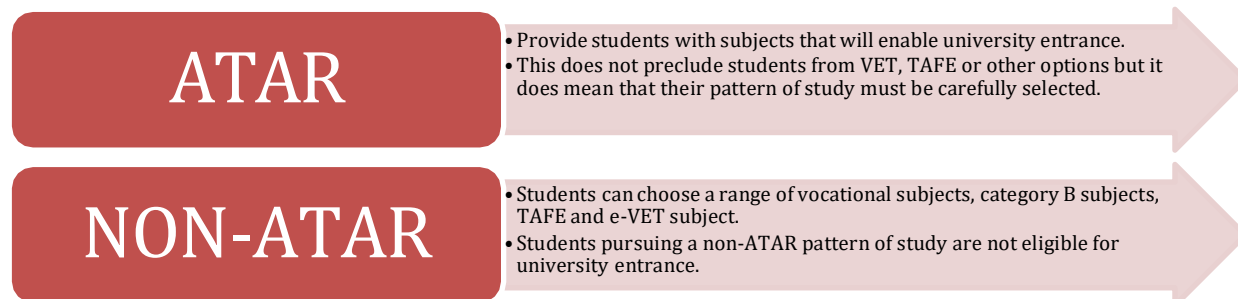 ATAR
• Provide students with subjects that will enable university entrance.
• This does not preclude students from VET, TAFE or other options but it
does mean that their pattern of study must be carefully selected.
NON-ATAR
• Students can choose a range of vocational subjects, category B subjects,
TAFE and e-VET subject.
• Students pursuing a non-ATAR pattern of study are not eligible for
university entrance.